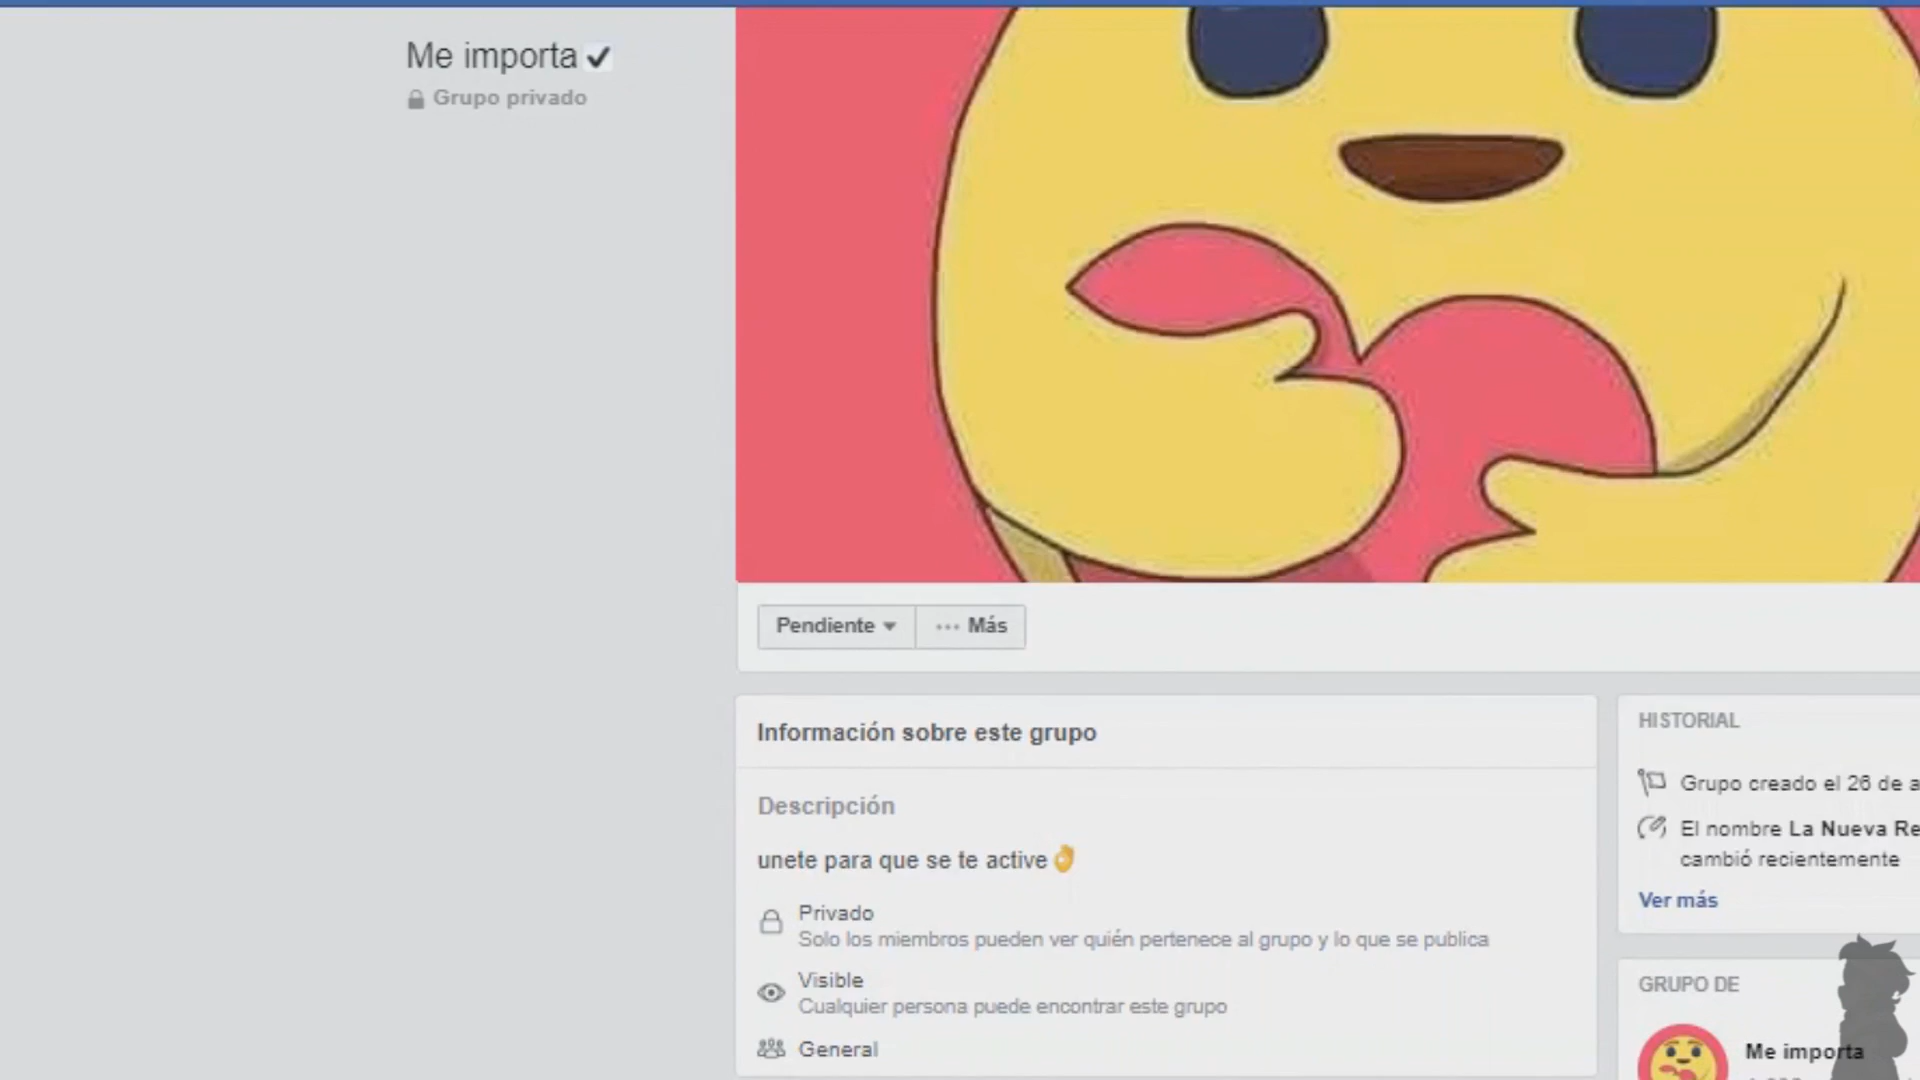 Me importa ✔
Grupo privado
Pendiente
Más
Información sobre este grupo
Descripción
unete para que se te active👌
Privado
Solo los miembros pueden ver quién pertenece al grupo y lo que se publica
Visible
Cualquier persona puede encontrar este grupo
General
HISTORIAL
Grupo creado el 26 de
El nombre La Nueva
cambió recientemente
Ver más
GRUPO DE
Me importa